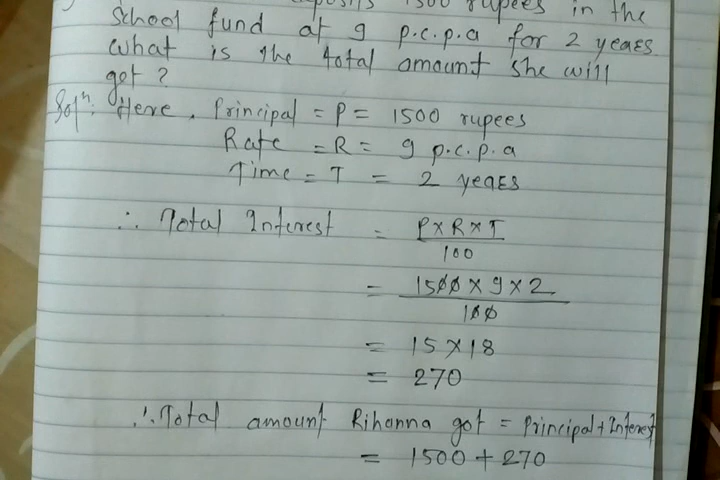 deposits 1500 rupees in the
school fund at 9 p.c.p.a for 2 years
what is the total amount she will
get?
Solⁿ: Here, Principal = P = 1500 rupees
Rate = R = 9 p.c.p.a
Time = T = 2 years
∴ Total Interest = P×R×T
100
= 1500 × 9 × 2
100
= 15 × 18
= 270
∴ Total amount Rihanna got = Principal + Interest
= 1500 + 270